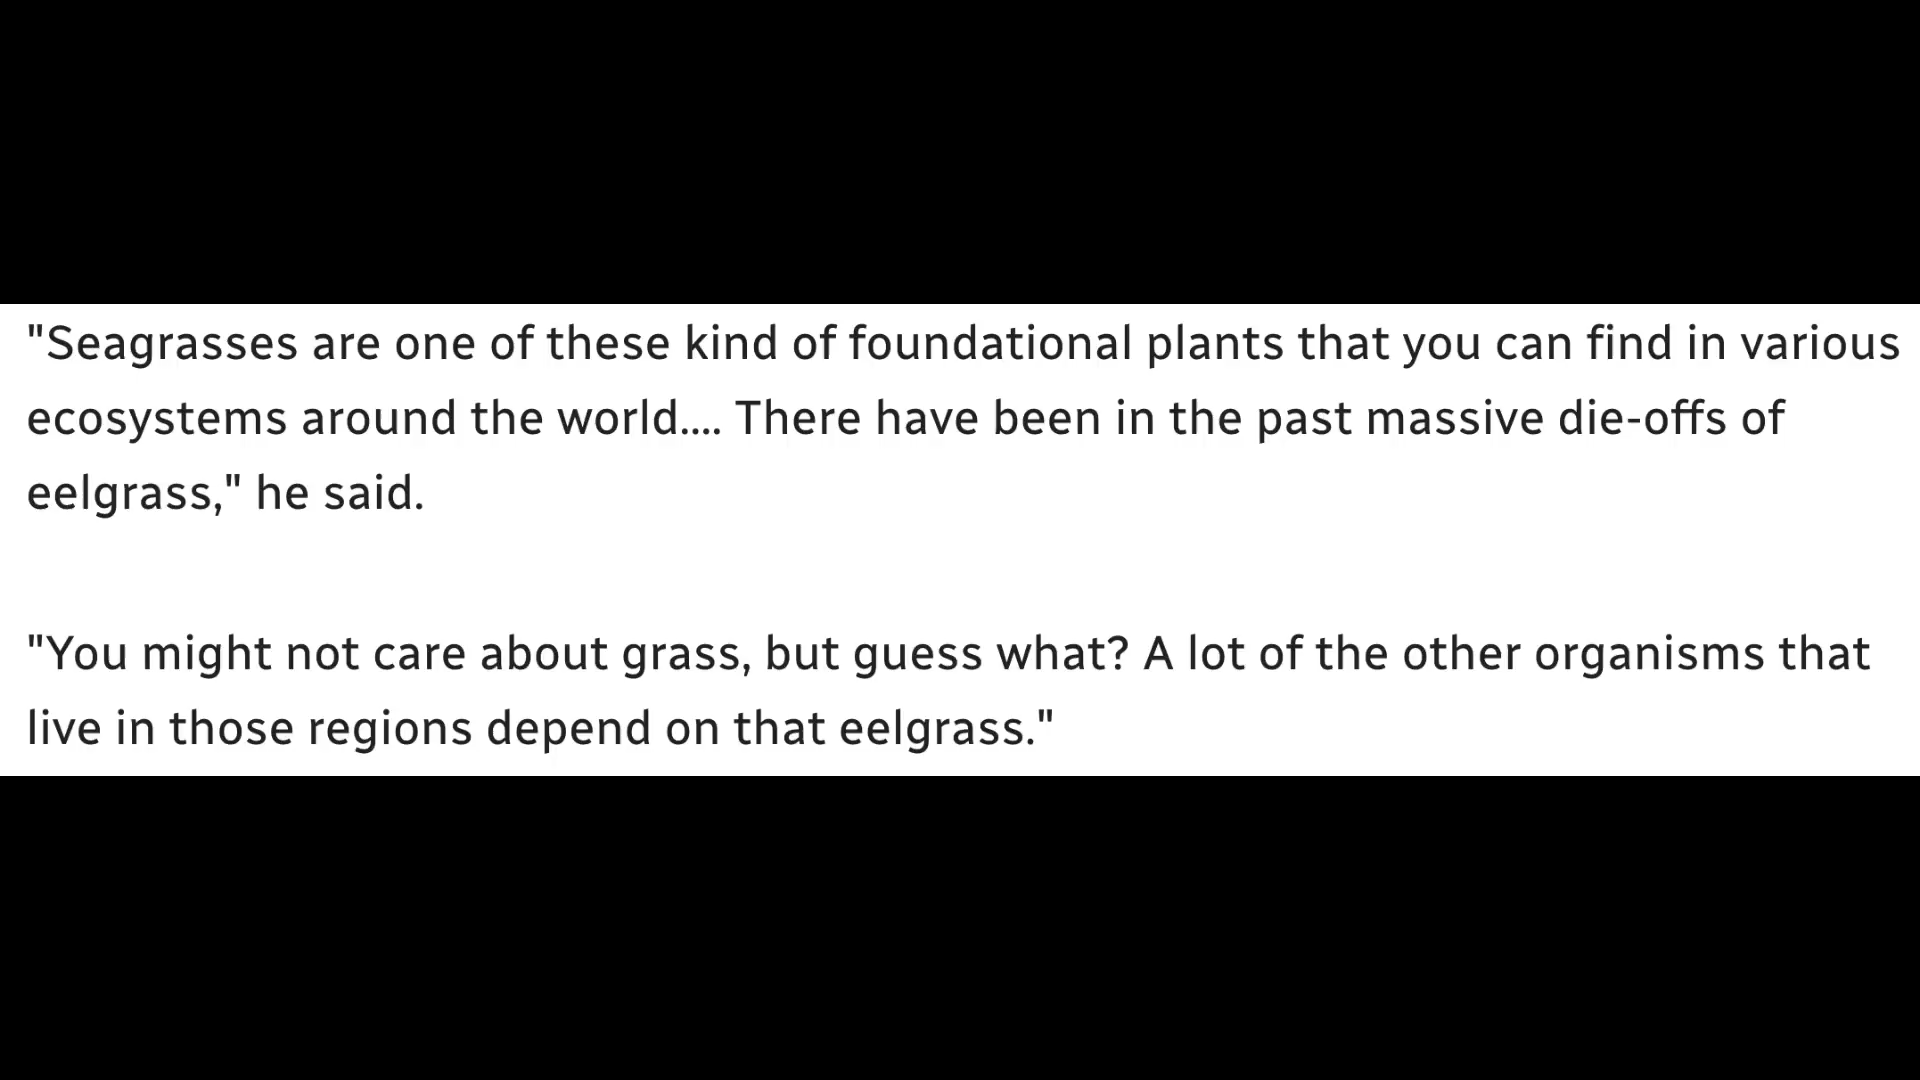 "Seagrasses are one of these kind of foundational plants that you can find in various
ecosystems around the world.... There have been in the past massive die-offs of
eelgrass," he said.
"You might not care about grass, but guess what? A lot of the other organisms that
live in those regions depend on that eelgrass."